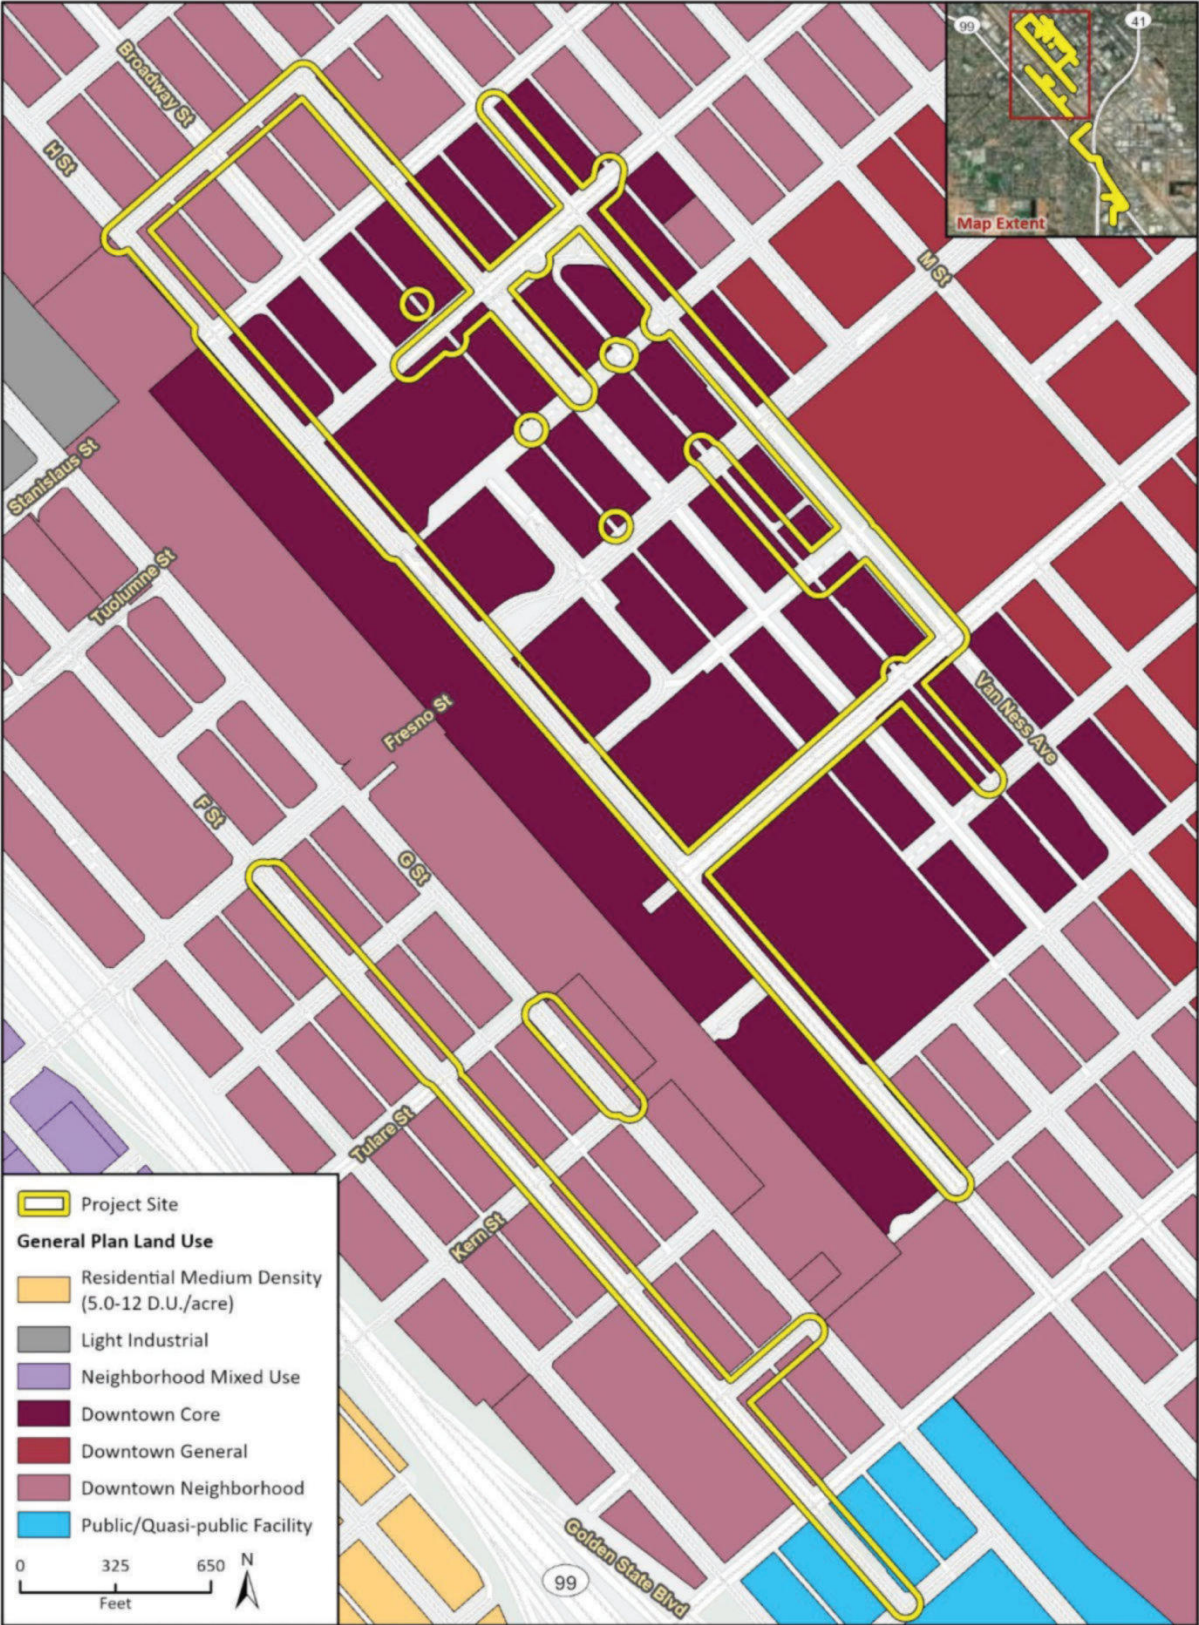 99
41
Map Extent
Broadway St
H St
M St
Stanislaus St
Tuolumne St
Fresno St
Van Ness Ave
F St
G St
Tulare St
Kern St
Golden State Blvd
99
Project Site
General Plan Land Use
Residential Medium Density
(5.0-12 D.U./acre)
Light Industrial
Neighborhood Mixed Use
Downtown Core
Downtown General
Downtown Neighborhood
Public/Quasi-public Facility
0 325 650 N
Feet